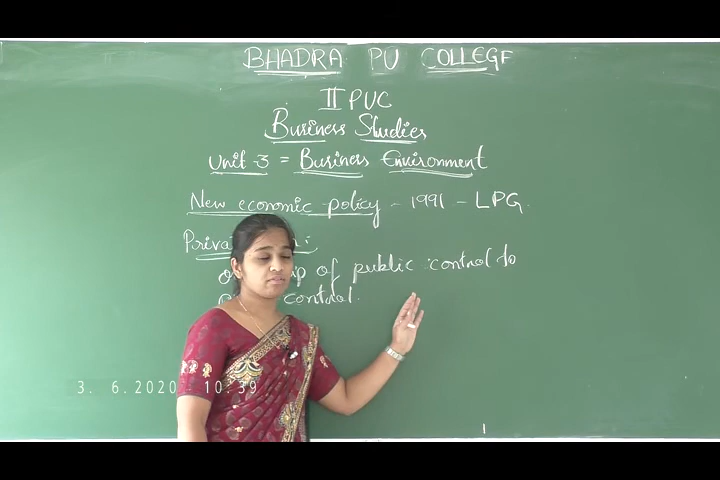 BHADRA PU COLLEGE
II PUC
Business Studies
Unit-3 = Business Environment
New economic policy - 1991 - LPG
of public control to
control.
3. 6.2020 10:39